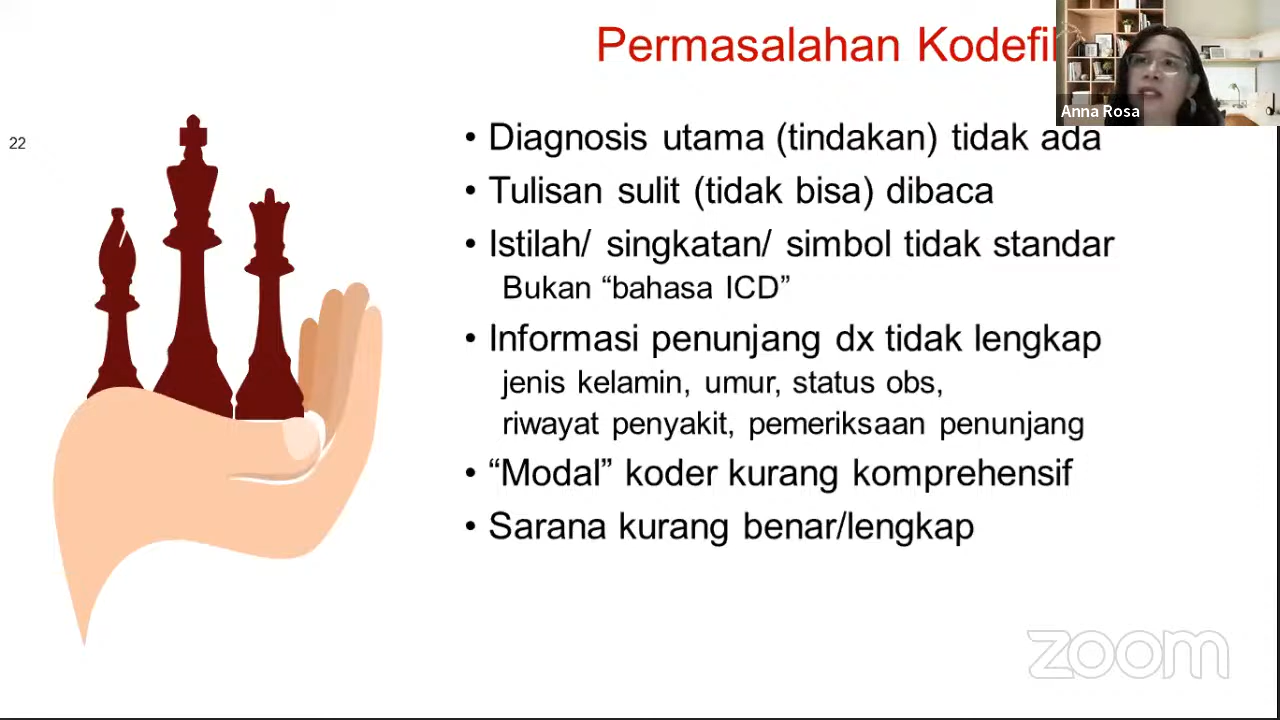 Permasalahan Kodefi
Anna Rosa
22
• Diagnosis utama (tindakan) tidak ada
• Tulisan sulit (tidak bisa) dibaca
• Istilah/ singkatan/ simbol tidak standar
Bukan “bahasa ICD”
• Informasi penunjang dx tidak lengkap
jenis kelamin, umur, status obs,
riwayat penyakit, pemeriksaan penunjang
• “Modal” koder kurang komprehensif
• Sarana kurang benar/lengkap
zoom